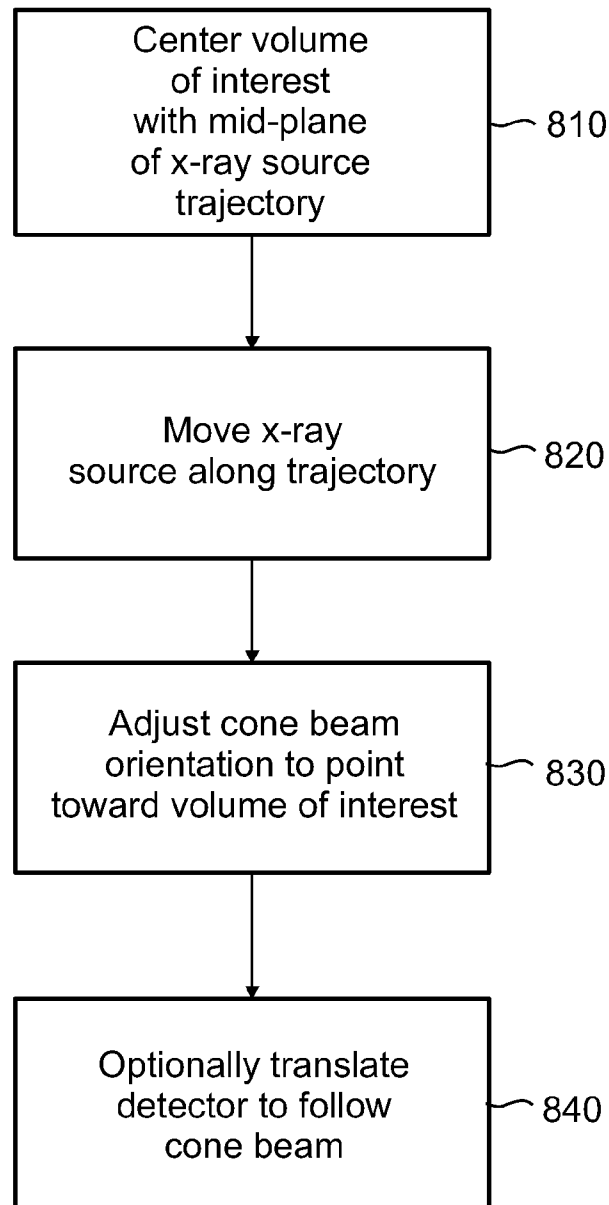 Center volume
of interest
with mid-plane
of x-ray source
trajectory
810
Move x-ray
source along trajectory
820
Adjust cone beam
orientation to point
toward volume of interest
830
Optionally translate
detector to follow
cone beam
840